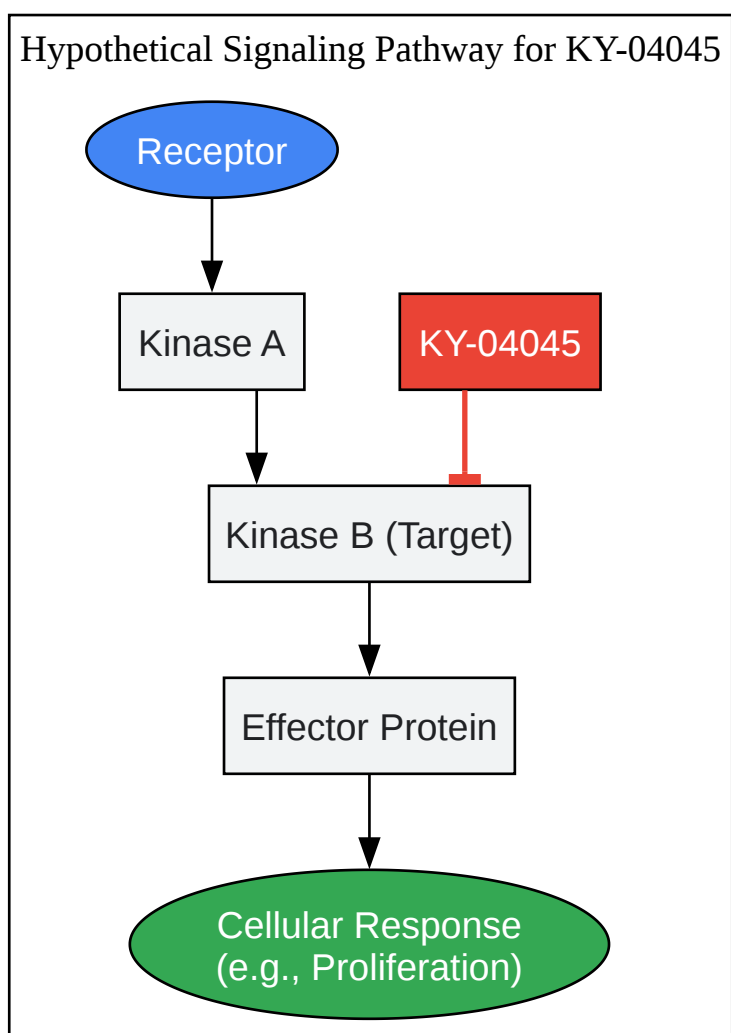 Hypothetical Signaling Pathway for KY-04045
Receptor
Kinase A
KY-04045
Kinase B (Target)
Effector Protein
Cellular Response
(e.g., Proliferation)